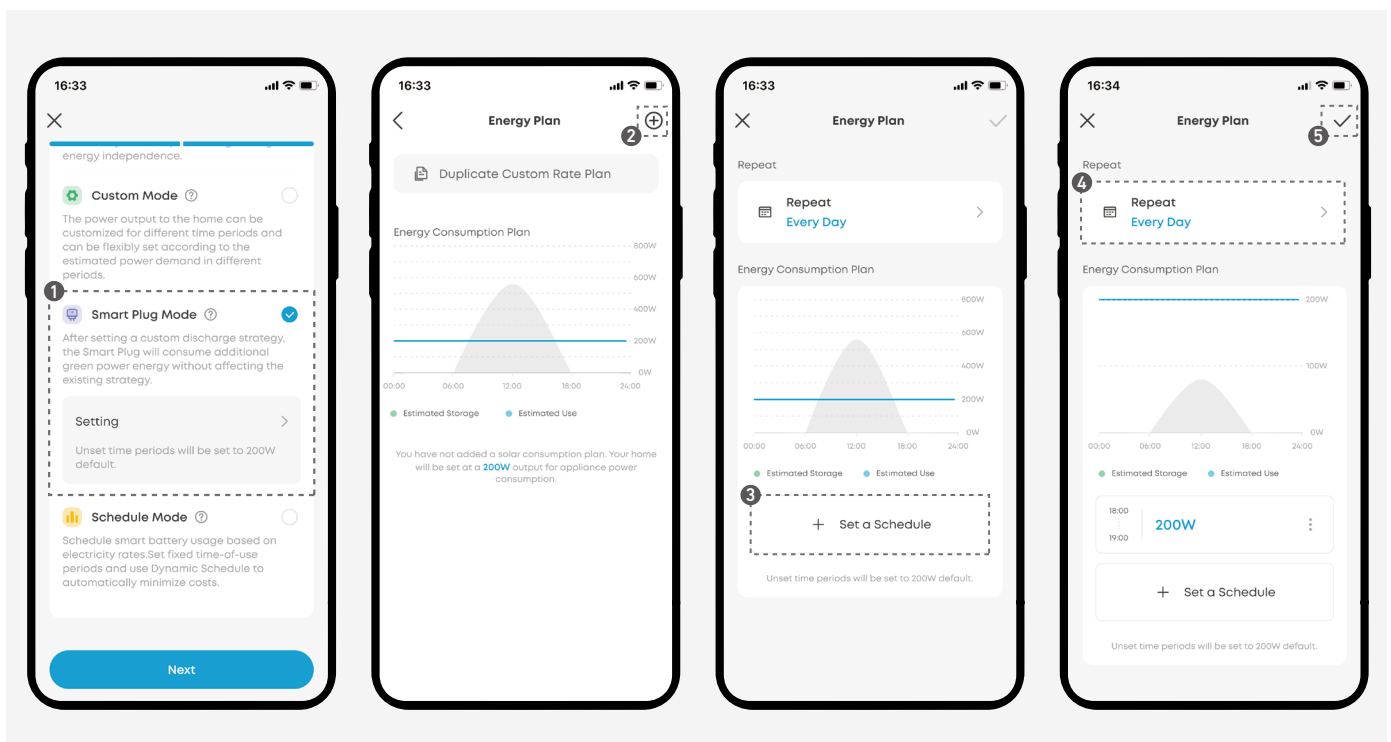 16:33
energy independence.
Custom Mode ?
The power output to the home can be
customized for different time periods and
can be flexibly set according to the
estimated power demand in different
periods.
1
Smart Plug Mode ?
After setting a custom discharge strategy,
the Smart Plug will consume additional
green power energy without affecting the
existing strategy.
Setting
Unset time periods will be set to 200W
default.
Schedule Mode ?
Schedule smart battery usage based on
electricity rates.Set fixed time-of-use
periods and use Dynamic Schedule to
automatically minimize costs.
Next
16:33
Energy Plan
2
Duplicate Custom Rate Plan
Energy Consumption Plan
800W
600W
400W
200W
0W
00:00 06:00 12:00 18:00 24:00
Estimated Storage Estimated Use
You have not added a solar consumption plan. Your home
will be set at a 200W output for appliance power
consumption.
16:33
Energy Plan
Repeat
Repeat
Every Day
Energy Consumption Plan
800W
600W
400W
200W
0W
00:00 06:00 12:00 18:00 24:00
Estimated Storage Estimated Use
3
+ Set a Schedule
Unset time periods will be set to 200W default.
16:34
Energy Plan
5
Repeat
4
Repeat
Every Day
Energy Consumption Plan
200W
100W
0W
00:00 06:00 12:00 18:00 24:00
Estimated Storage Estimated Use
18:00
200W
19:00
+ Set a Schedule
Unset time periods will be set to 200W default.